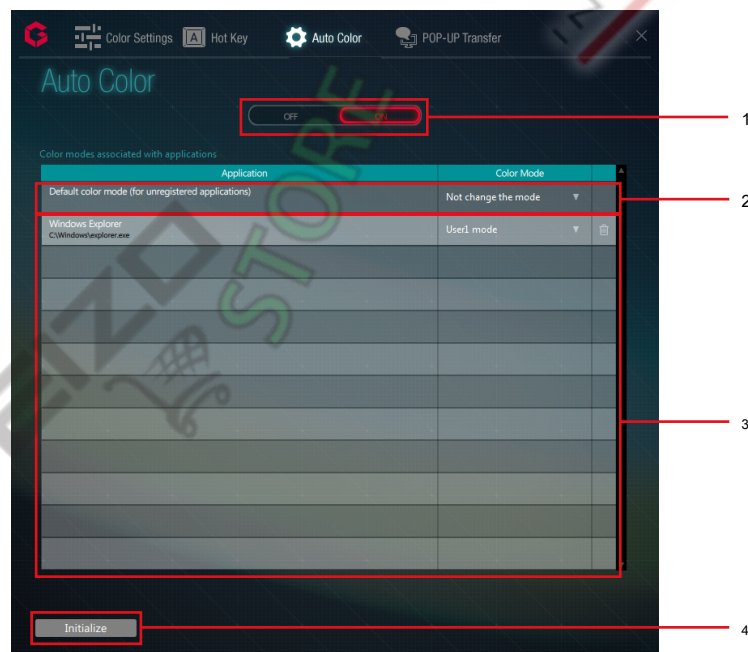 Color Settings A Hot Key Auto Color POP-UP Transfer
Auto Color
OFF ON
1
Color modes associated with applications
Application Color Mode
Default color mode (for unregistered applications) Not change the mode
2
Windows Explorer User1 mode
C:\Windows\explorer.exe
3
Initialize
4
EIZO
STORE